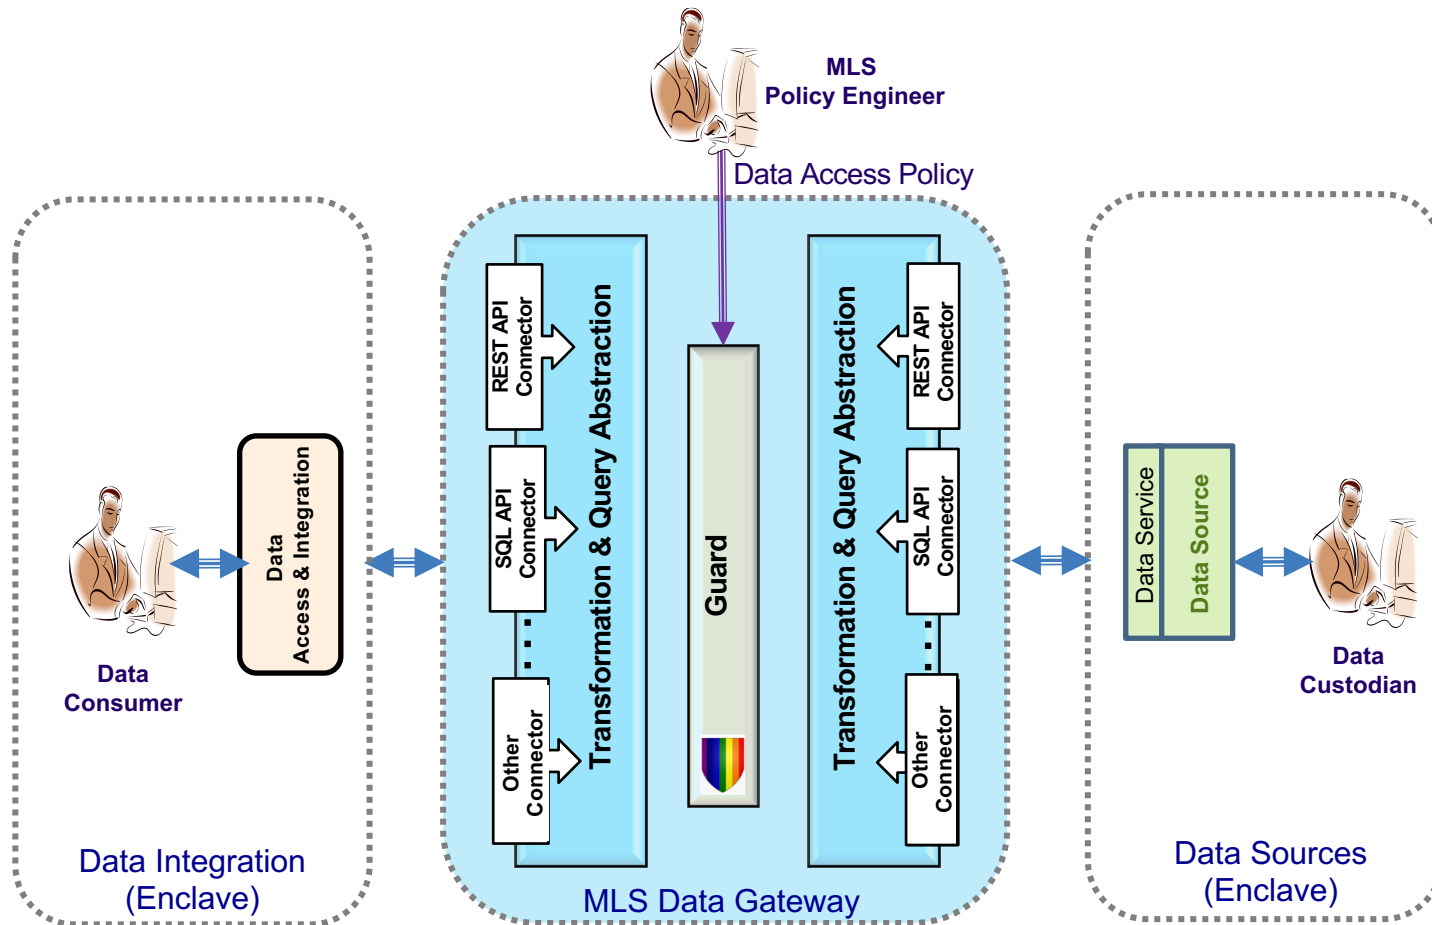 MLS
Policy Engineer
Data Access Policy
Data
Consumer
Data
Access & Integration
Data Integration
(Enclave)
REST API
Connector
SQL API
Connector
Other
Connector
Transformation & Query Abstraction
Guard
Transformation & Query Abstraction
REST API
Connector
SQL API
Connector
Other
Connector
MLS Data Gateway
Data Service
Data Source
Data
Custodian
Data Sources
(Enclave)